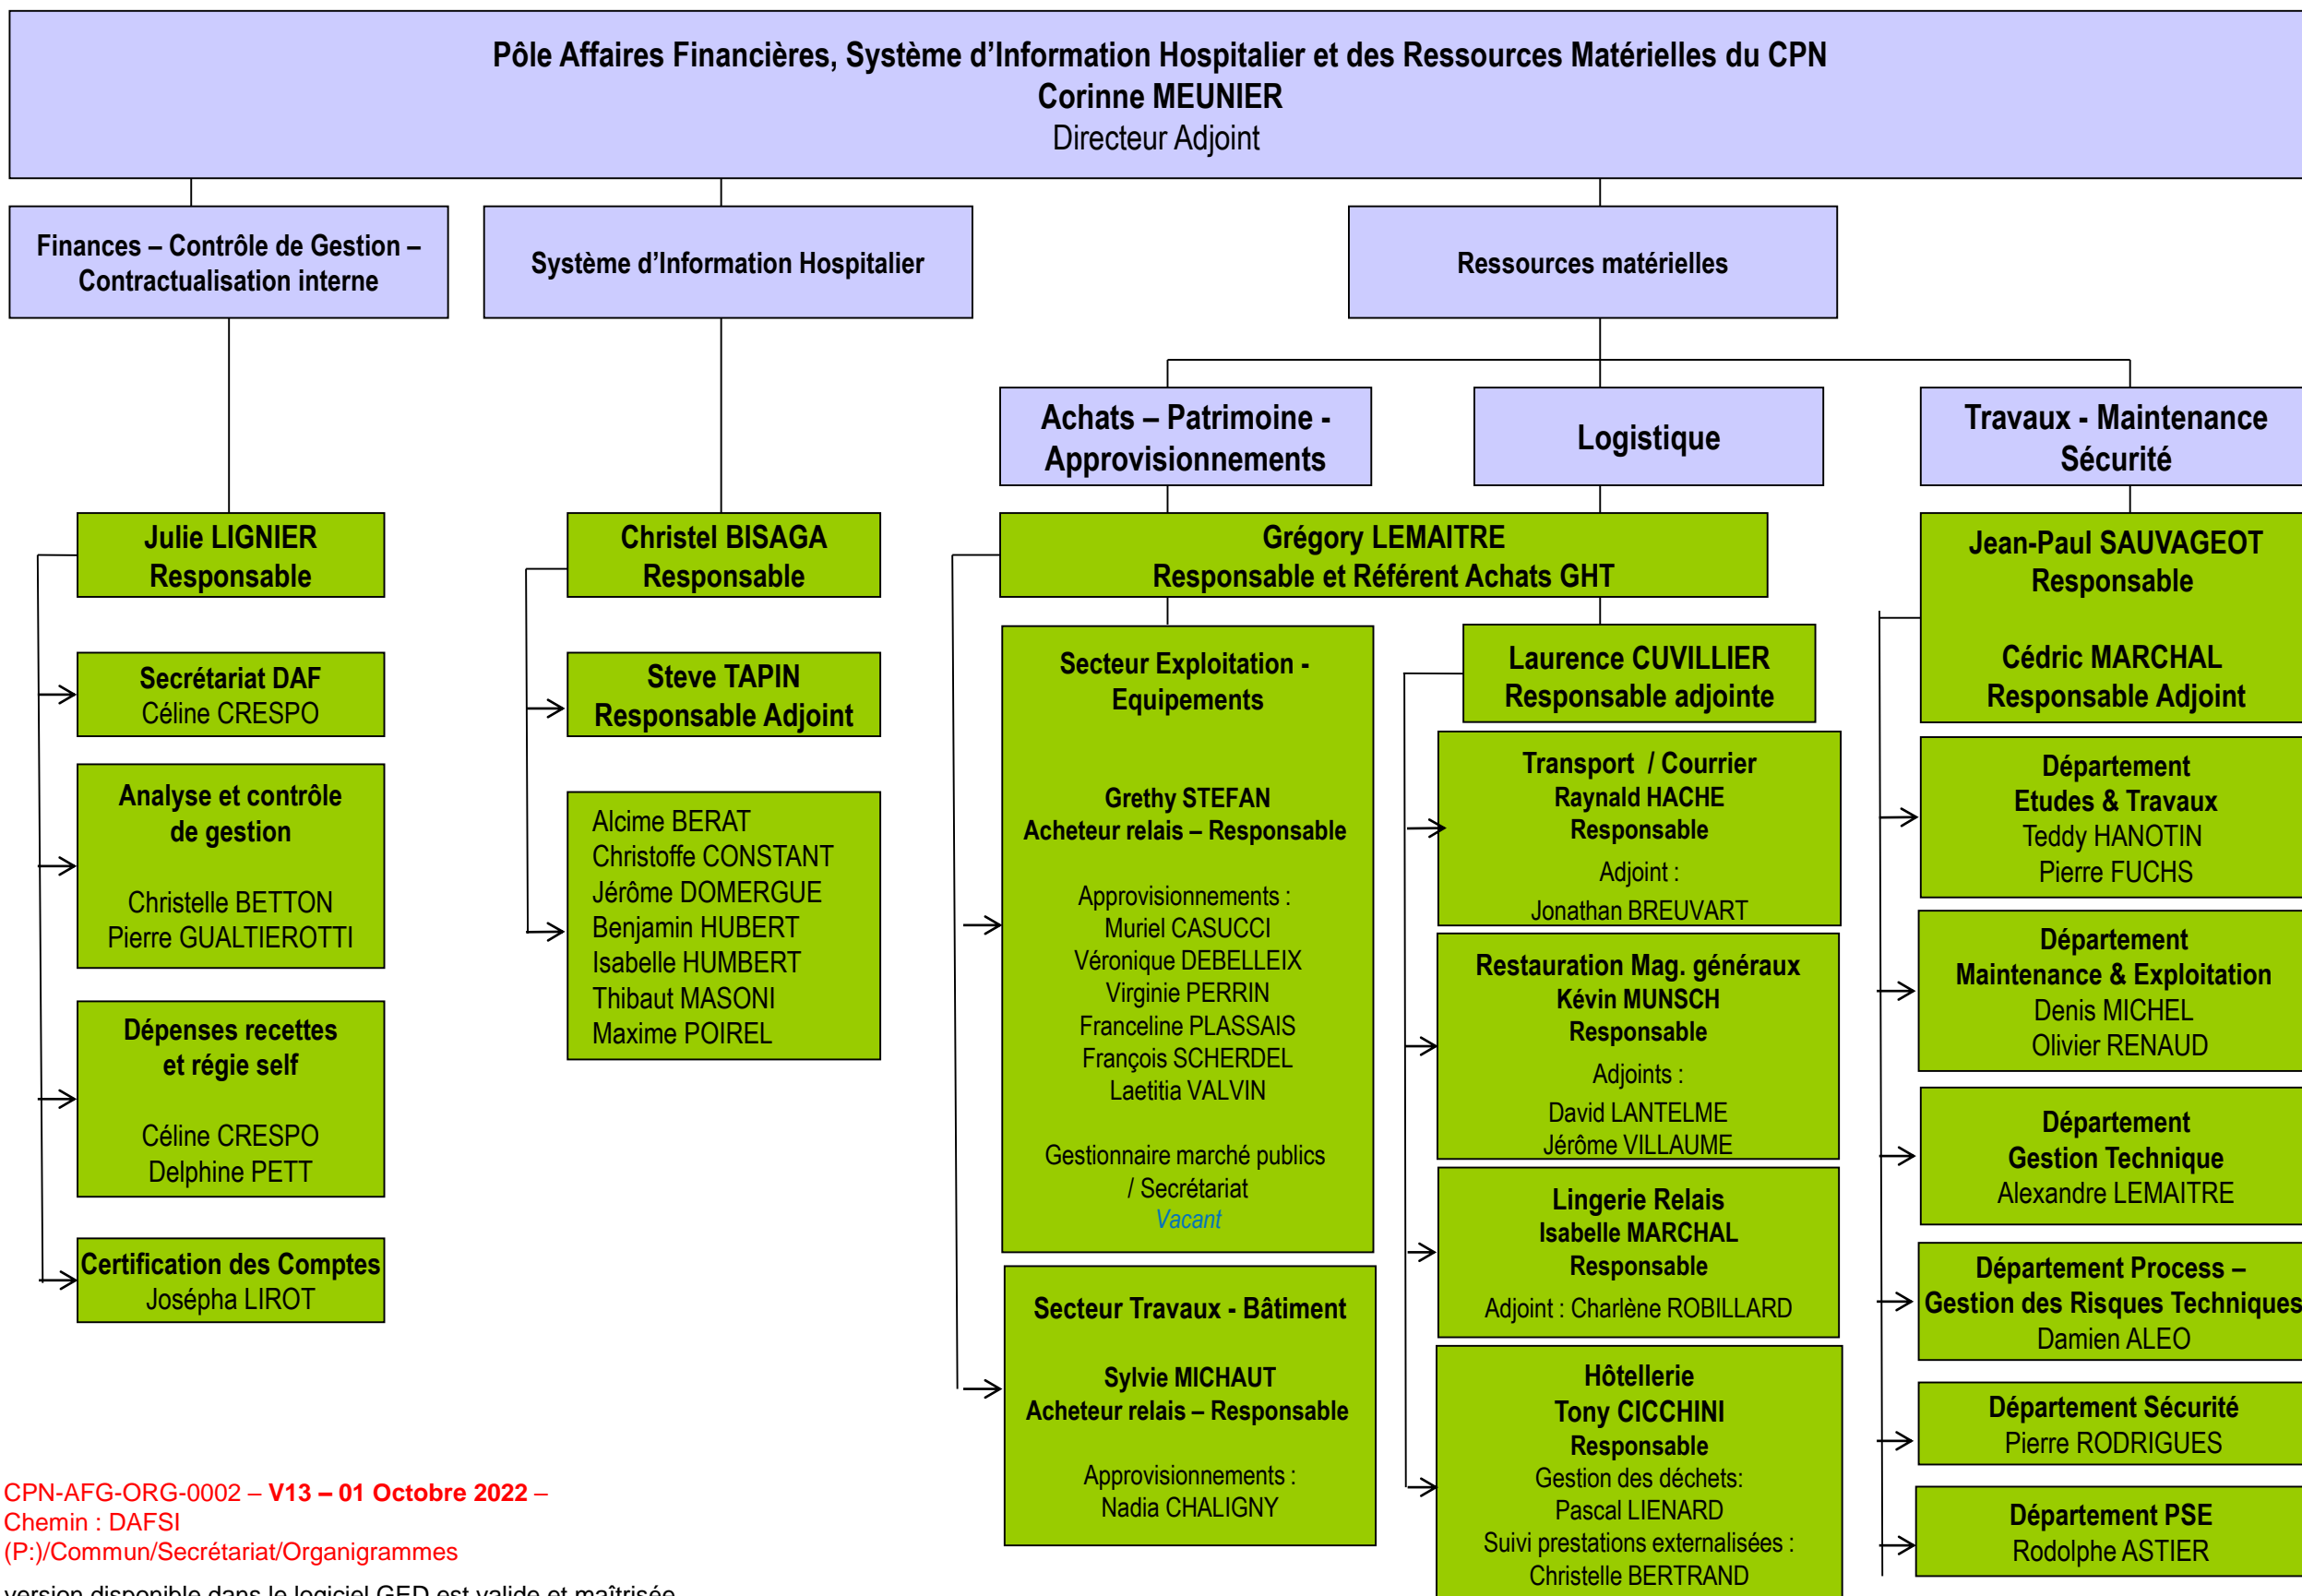 Pôle Affaires Financières, Système d’Information Hospitalier et des Ressources Matérielles du CPN
Corinne MEUNIER
Directeur Adjoint
Finances – Contrôle de Gestion –
Contractualisation interne
Système d’Information Hospitalier
Ressources matérielles
Achats – Patrimoine -
Approvisionnements
Logistique
Travaux - Maintenance
Sécurité
Julie LIGNIER
Responsable
Secrétariat DAF
Céline CRESPO
Analyse et contrôle
de gestion
Christelle BETTON
Pierre GUALTIEROTTI
Dépenses recettes
et régie self
Céline CRESPO
Delphine PETT
Certification des Comptes
Josépha LIROT
Christel BISAGA
Responsable
Steve TAPIN
Responsable Adjoint
Alcime BERAT
Christoffe CONSTANT
Jérôme DOMERGUE
Benjamin HUBERT
Isabelle HUMBERT
Thibaut MASONI
Maxime POIREL
Grégory LEMAITRE
Responsable et Référent Achats GHT
Secteur Exploitation -
Equipements
Grethy STEFAN
Acheteur relais – Responsable
Approvisionnements :
Muriel CASUCCI
Véronique DEBELLEIX
Virginie PERRIN
Franceline PLASSAIS
François SCHERDEL
Laetitia VALVIN
Gestionnaire marché publics
/ Secrétariat
Vacant
Secteur Travaux - Bâtiment
Sylvie MICHAUT
Acheteur relais – Responsable
Approvisionnements :
Nadia CHALIGNY
Laurence CUVILLIER
Responsable adjointe
Transport / Courrier
Raynald HACHE
Responsable
Adjoint :
Jonathan BREUVART
Restauration Mag. généraux
Kévin MUNSCH
Responsable
Adjoints :
David LANTELME
Jérôme VILLAUME
Lingerie Relais
Isabelle MARCHAL
Responsable
Adjoint : Charlène ROBILLARD
Hôtellerie
Tony CICCHINI
Responsable
Gestion des déchets:
Pascal LIENARD
Suivi prestations externalisées :
Christelle BERTRAND
Jean-Paul SAUVAGEOT
Responsable
Cédric MARCHAL
Responsable Adjoint
Département
Etudes & Travaux
Teddy HANOTIN
Pierre FUCHS
Département
Maintenance & Exploitation
Denis MICHEL
Olivier RENAUD
Département
Gestion Technique
Alexandre LEMAITRE
Département Process –
Gestion des Risques Techniques
Damien ALEO
Département Sécurité
Pierre RODRIGUES
Département PSE
Rodolphe ASTIER
CPN-AFG-ORG-0002 – V13 – 01 Octobre 2022 –
Chemin : DAFSI
(P:)/Commun/Secrétariat/Organigrammes
version disponible dans le logiciel GED est valide et maîtrisée